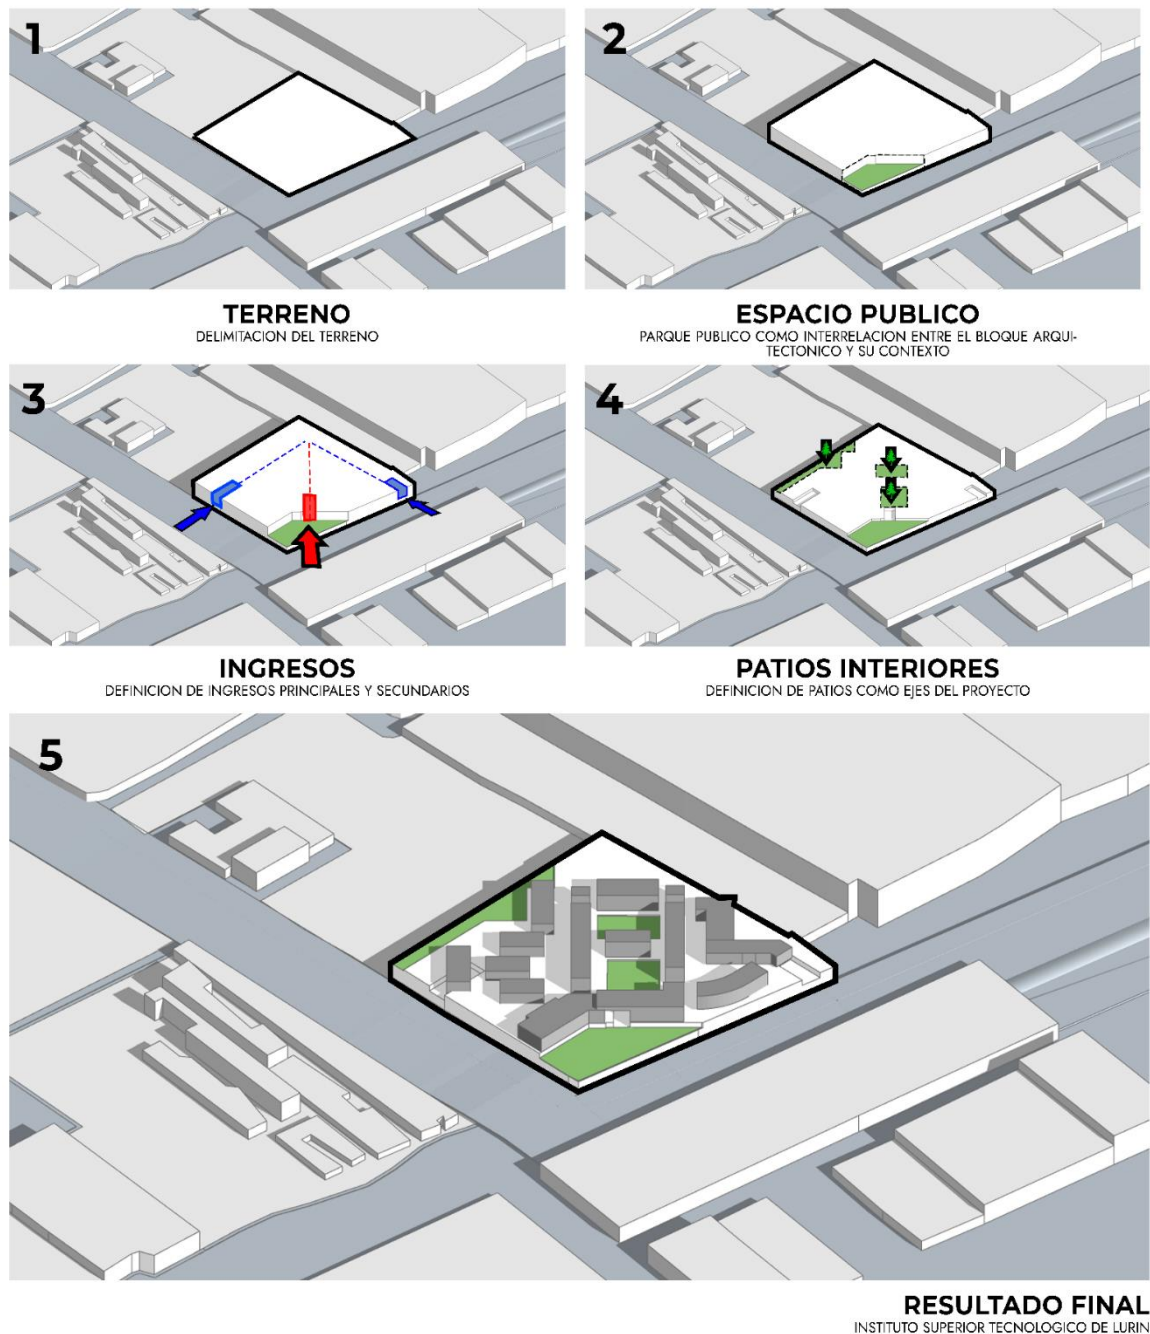 1
2
TERRENO
DELIMITACION DEL TERRENO
ESPACIO PUBLICO
PARQUE PUBLICO COMO INTERRELACION ENTRE EL BLOQUE ARQUI-
TECTONICO Y SU CONTEXTO
3
4
INGRESOS
DEFINICION DE INGRESOS PRINCIPALES Y SECUNDARIOS
PATIOS INTERIORES
DEFINICION DE PATIOS COMO EJES DEL PROYECTO
5
RESULTADO FINAL
INSTITUTO SUPERIOR TECNOLOGICO DE LURIN